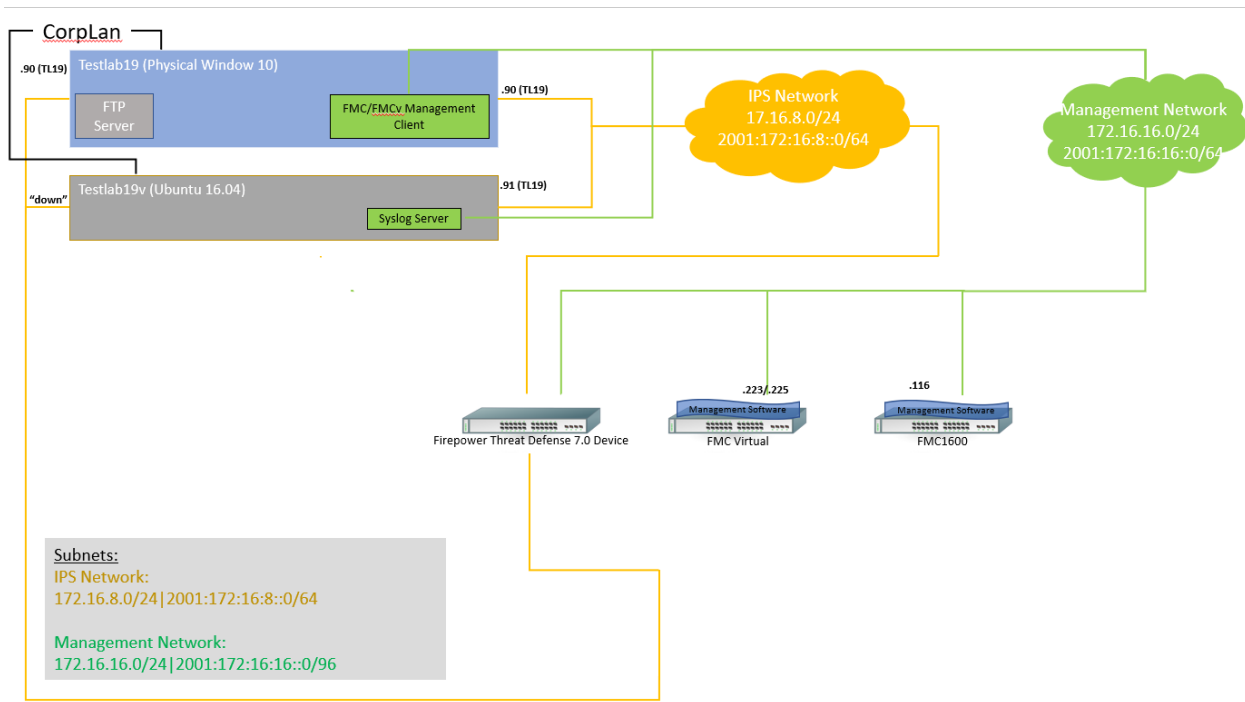 CorpLan
.90 (TL19)
Testlab19 (Physical Window 10)
FTP
Server
FMC/FMCv Management
Client
.90 (TL19)
IPS Network
17.16.8.0/24
2001:172:16:8::0/64
Management Network
172.16.16.0/24
2001:172:16:16::0/64
Testlab19v (Ubuntu 16.04)
.91 (TL19)
"down"
Syslog Server
.223/.225
.116
Management Software
Management Software
Firepower Threat Defense 7.0 Device
FMC Virtual
FMC1600
Subnets:
IPS Network:
172.16.8.0/24|2001:172:16:8::0/64
Management Network:
172.16.16.0/24|2001:172:16:16::0/96